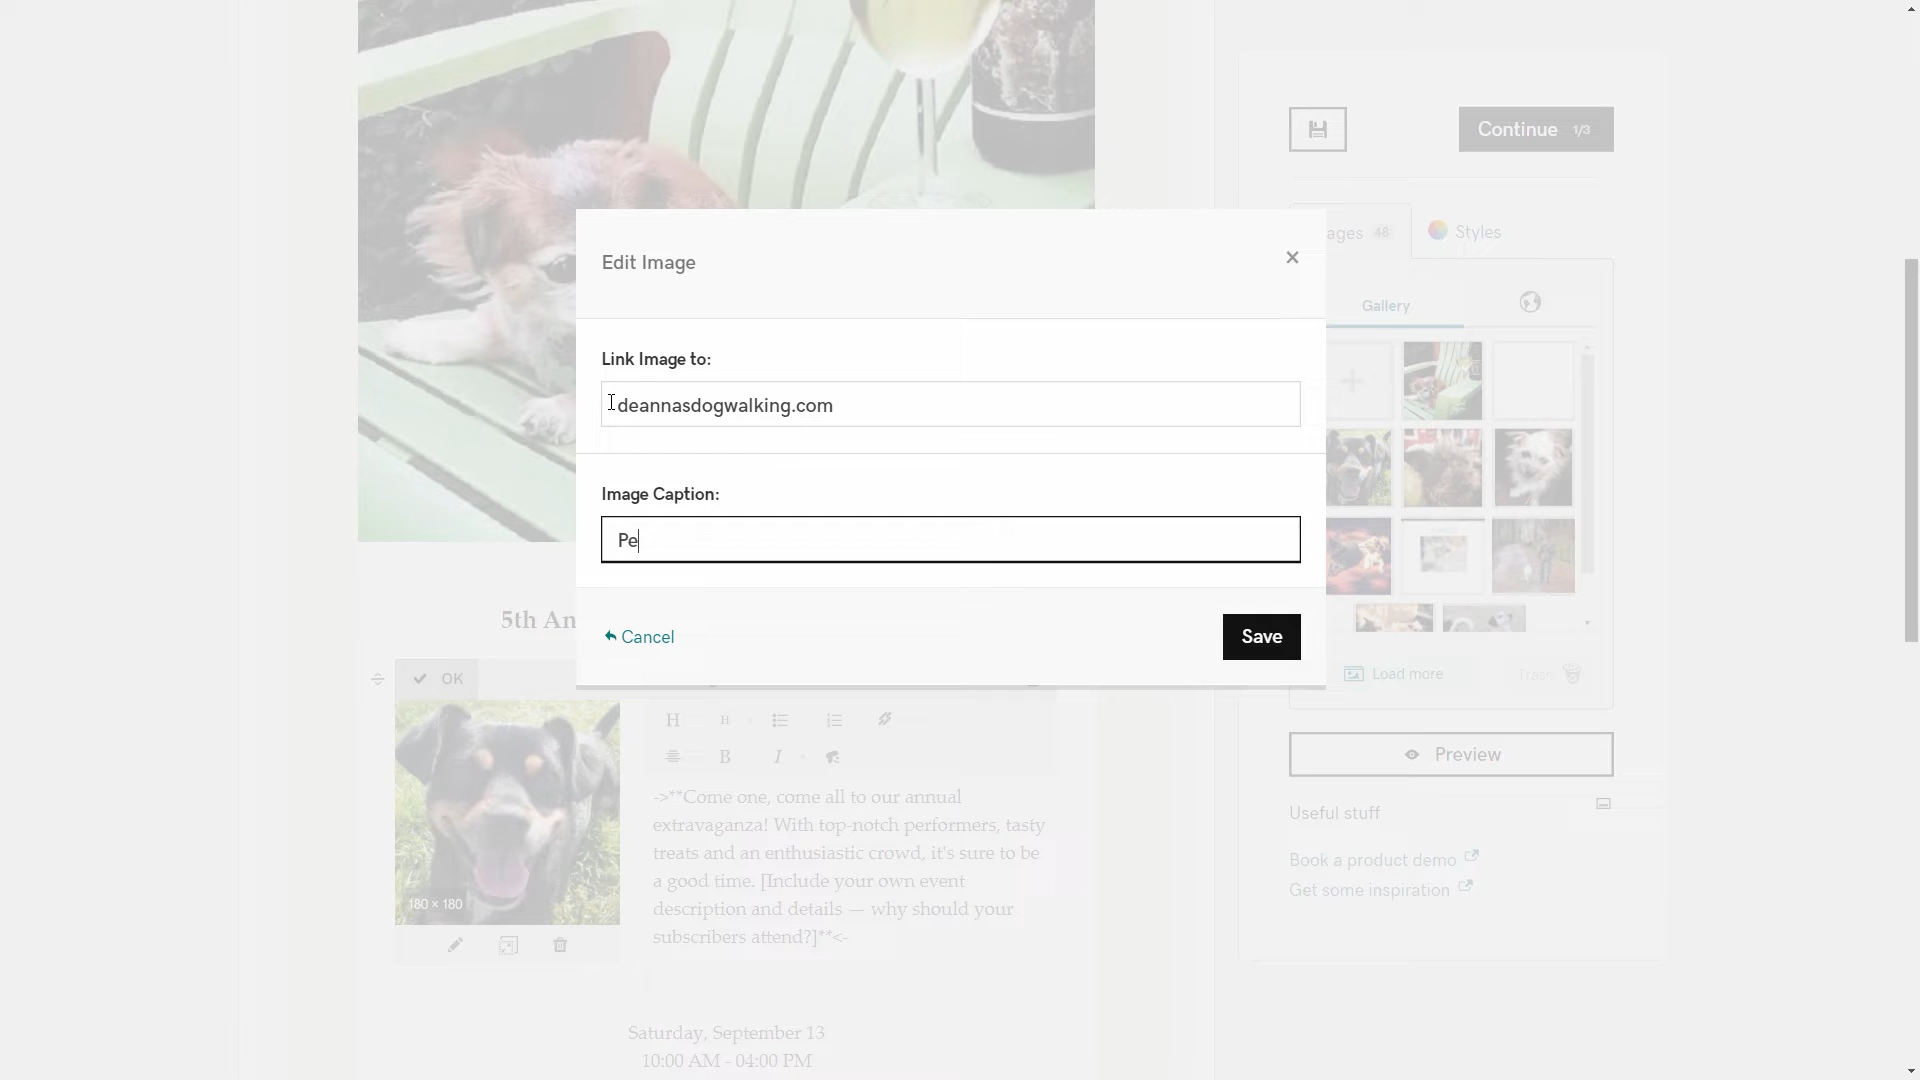 Continue 1/3
ages 48
Styles
Edit Image
×
Gallery
Link Image to:
deannasdogwalking.com
Image Caption:
Pe
Cancel
Save
5th An
OK
Load more
Trash
H H
B I
Preview
180 × 180
->**Come one, come all to our annual
extravaganza! With top-notch performers, tasty
treats and an enthusiastic crowd, it's sure to be
a good time. [Include your own event
description and details — why should your
subscribers attend?]**<-
Useful stuff
Book a product demo
Get some inspiration
Saturday, September 13
10:00 AM - 04:00 PM